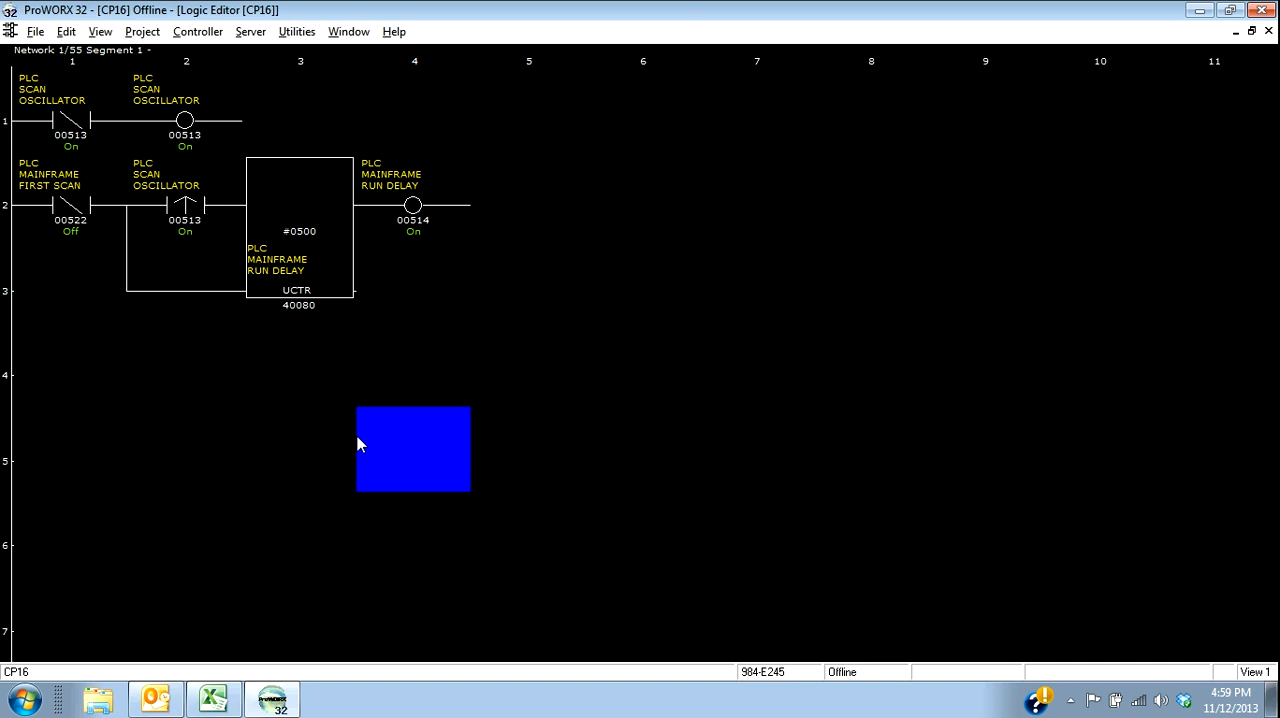 ProWORX 32 - [CP16] Offline - [Logic Editor [CP16]]
File Edit View Project Controller Server Utilities Window Help
Network 1/55 Segment 1 -
1 2 3 4 5 6 7 8 9 10 11
PLC SCAN OSCILLATOR
PLC SCAN OSCILLATOR
1
00513 00513
On On
PLC MAINFRAME FIRST SCAN
PLC SCAN OSCILLATOR
PLC MAINFRAME RUN DELAY
2
00522 00513 00514
Off On On
#0500
PLC
MAINFRAME
RUN DELAY
3
UCTR
40080
4
5
6
7
CP16 984-E245 Offline View 1
ProWORX
32
4:59 PM
11/12/2013